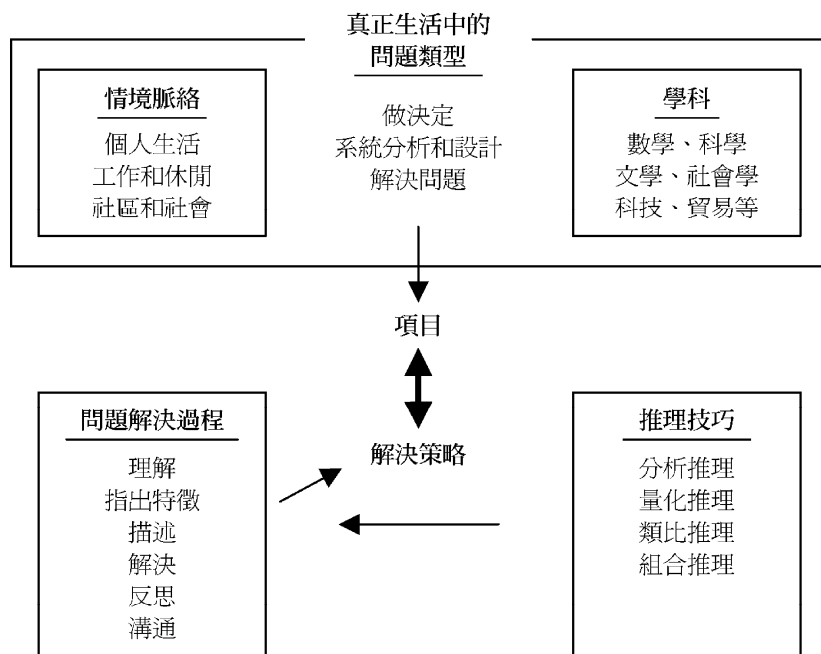 真正生活中的
問題類型
情境脈絡
個人生活
工作和休閒
社區和社會
做決定
系統分析和設計
解決問題
學科
數學、科學
文學、社會學
科技、貿易等
項目
問題解決過程
理解
指出特徵
描述
解決
反思
溝通
解決策略
推理技巧
分析推理
量化推理
類比推理
組合推理